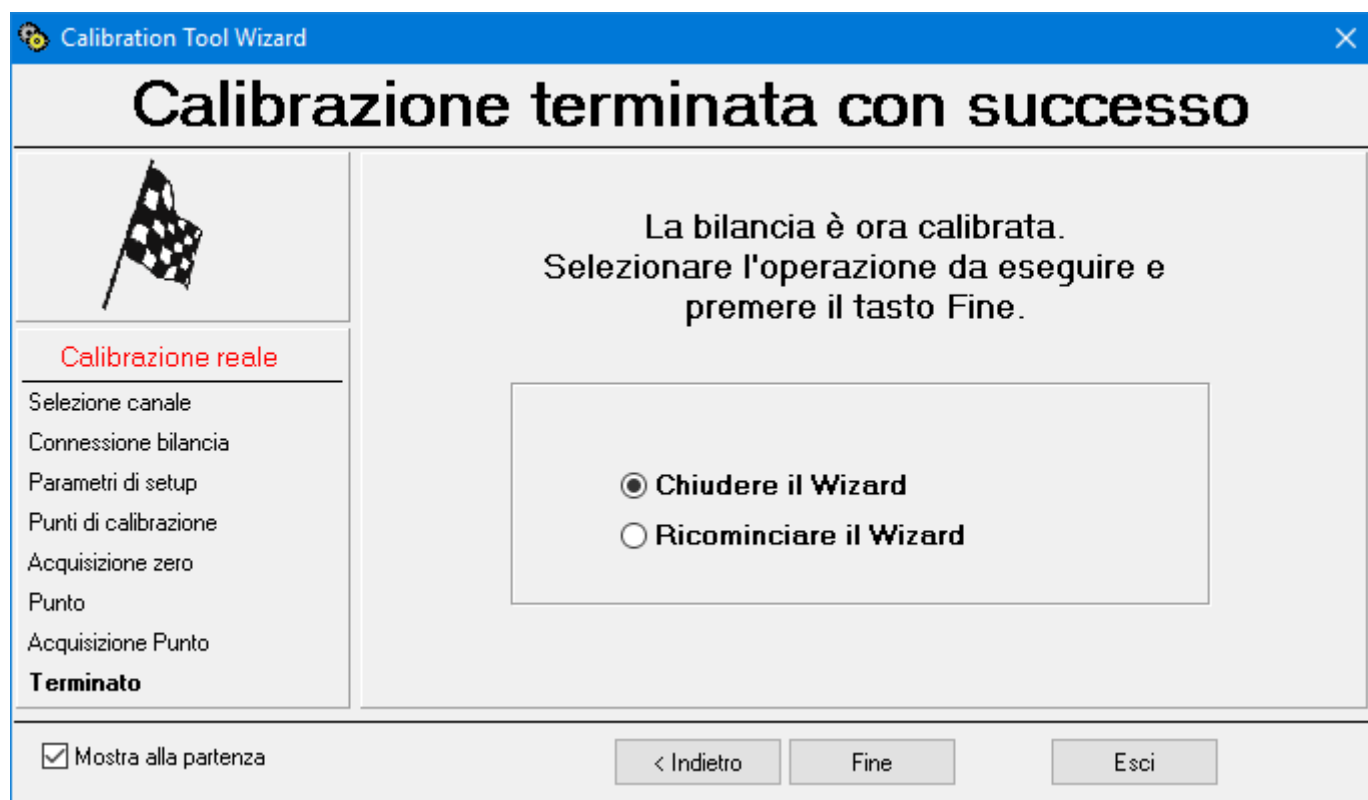 Calibration Tool Wizard
Calibrazione terminata con successo
Calibrazione reale
Selezione canale
Connessione bilancia
Parametri di setup
Punti di calibrazione
Acquisizione zero
Punto
Acquisizione Punto
Terminato
La bilancia è ora calibrata.
Selezionare l'operazione da eseguire e
premere il tasto Fine.
Chiudere il Wizard
Ricominciare il Wizard
Mostra alla partenza
< Indietro
Fine
Esci